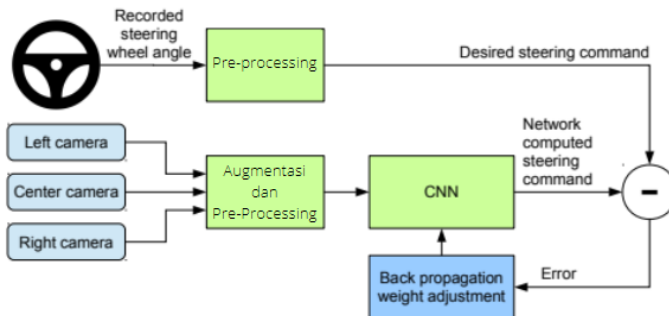 Recorded
steering
wheel angle
Pre-processing
Desired steering command
Left camera
Center camera
Right camera
Augmentasi
dan
Pre-Processing
CNN
Network
computed
steering
command
-
Back propagation
weight adjustment
Error